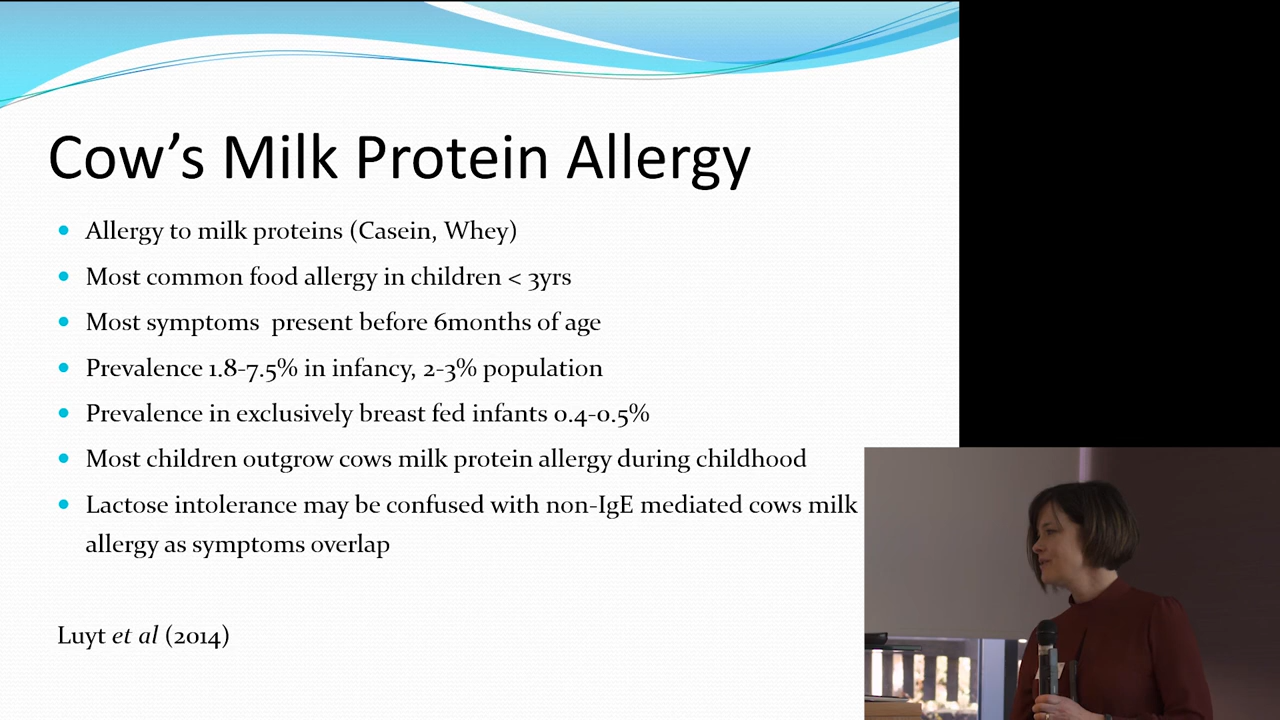 Cow’s Milk Protein Allergy
Allergy to milk proteins (Casein, Whey)
Most common food allergy in children < 3yrs
Most symptoms  present before 6months of age
Prevalence 1.8-7.5% in infancy, 2-3% population
Prevalence in exclusively breast fed infants 0.4-0.5%
Most children outgrow cows milk protein allergy during childhood
Lactose intolerance may be confused with non-IgE mediated cows milk
allergy as symptoms overlap
Luyt et al (2014)